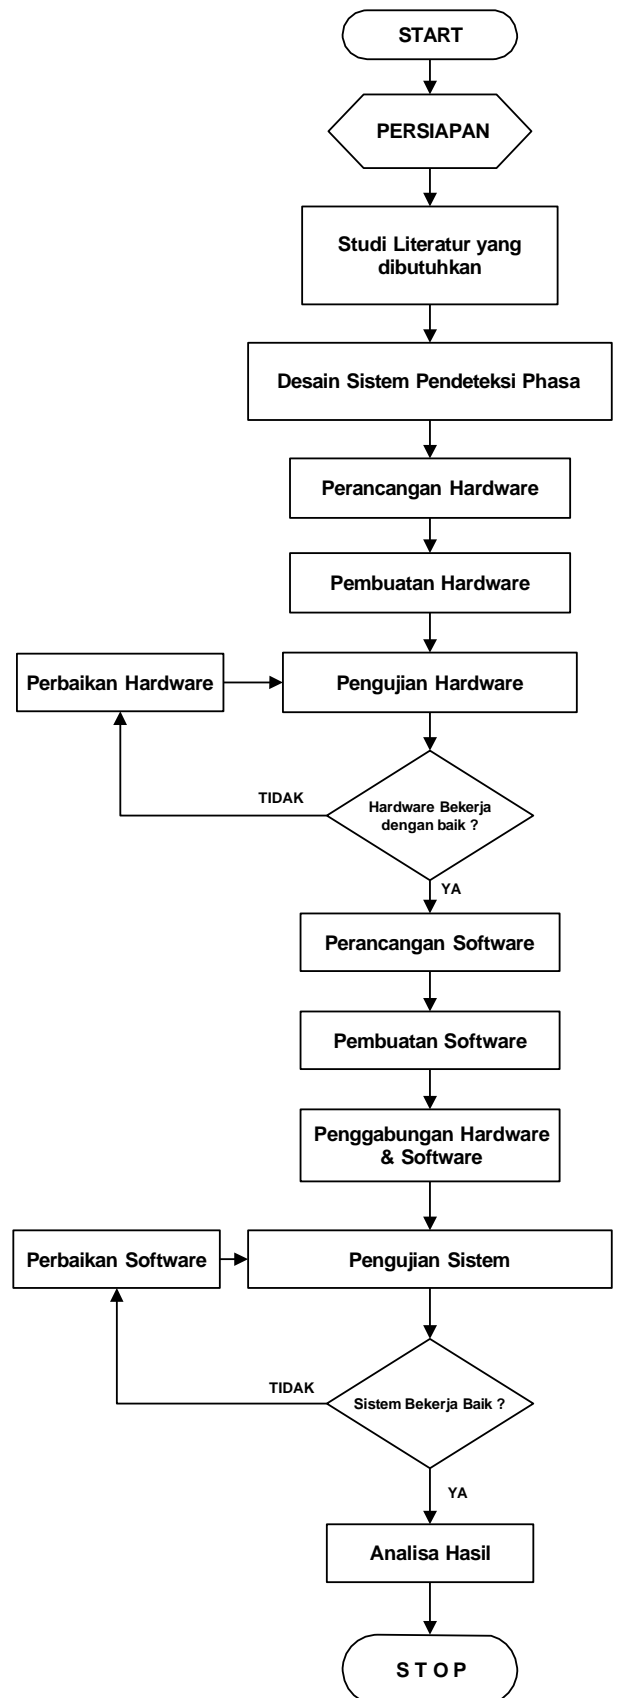 START
PERSIAPAN
Studi Literatur yang
dibutuhkan
Desain Sistem Pendeteksi Phasa
Perancangan Hardware
Pembuatan Hardware
Perbaikan Hardware
Pengujian Hardware
TIDAK
Hardware Bekerja
dengan baik ?
YA
Perancangan Software
Pembuatan Software
Penggabungan Hardware
& Software
Perbaikan Software
Pengujian Sistem
TIDAK
Sistem Bekerja Baik ?
YA
Analisa Hasil
S T O P